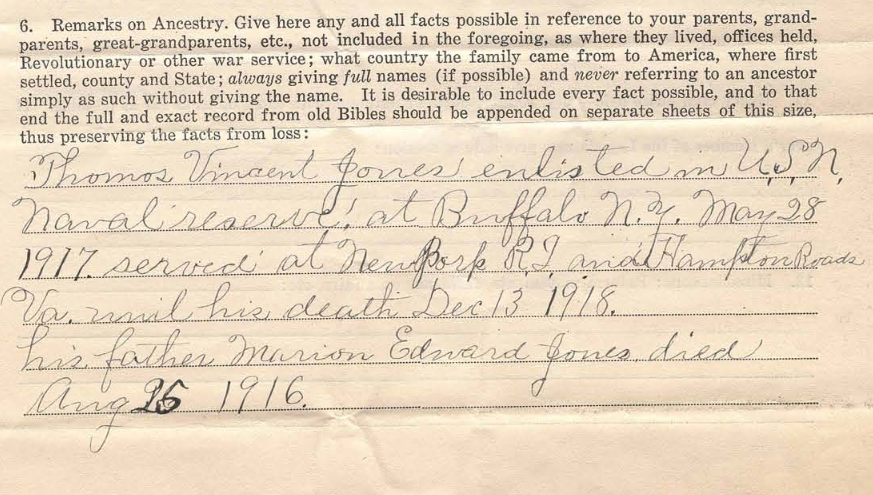 6. Remarks on Ancestry. Give here any and all facts possible in reference to your parents, grand-
parents, great-grandparents, etc., not included in the foregoing, as where they lived, offices held,
Revolutionary or other war service; what country the family came from to America, where first
settled, county and State; always giving full names (if possible) and never referring to an ancestor
simply as such without giving the name. It is desirable to include every fact possible, and to that
end the full and exact record from old Bibles should be appended on separate sheets of this size,
thus preserving the facts from loss:
Thomos Vincent Jones enlisted in U.S.N.
Naval reserve, at Buffalo N.Y. May 28
1917. served at NewPorp R.I and Hampton Roads
Va. until his death Dec 13 1918.
his father Marion Edward Jones died
Aug 25 1916.